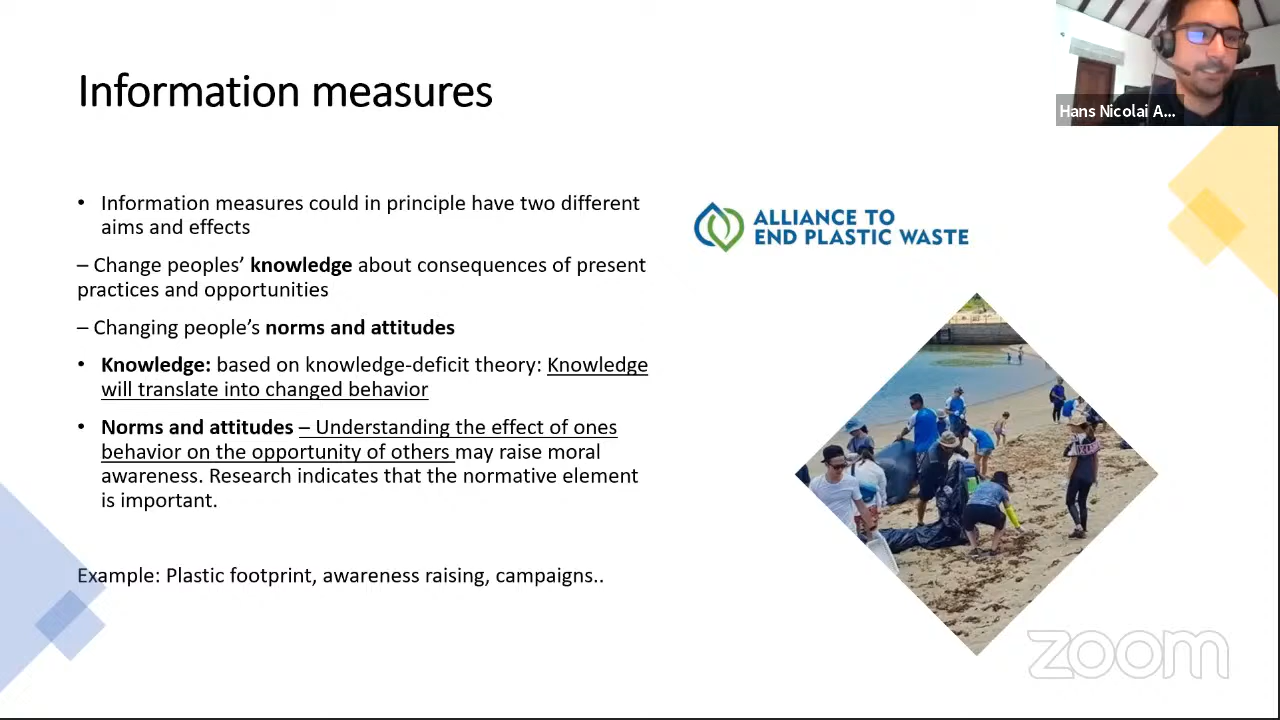 Information measures
Hans Nicolai A...
• Information measures could in principle have two different
aims and effects
– Change peoples’ knowledge about consequences of present
practices and opportunities
– Changing people’s norms and attitudes
• Knowledge: based on knowledge-deficit theory: Knowledge
will translate into changed behavior
• Norms and attitudes – Understanding the effect of ones
behavior on the opportunity of others may raise moral
awareness. Research indicates that the normative element
is important.
Example: Plastic footprint, awareness raising, campaigns..
ALLIANCE TO
END PLASTIC WASTE
zoom